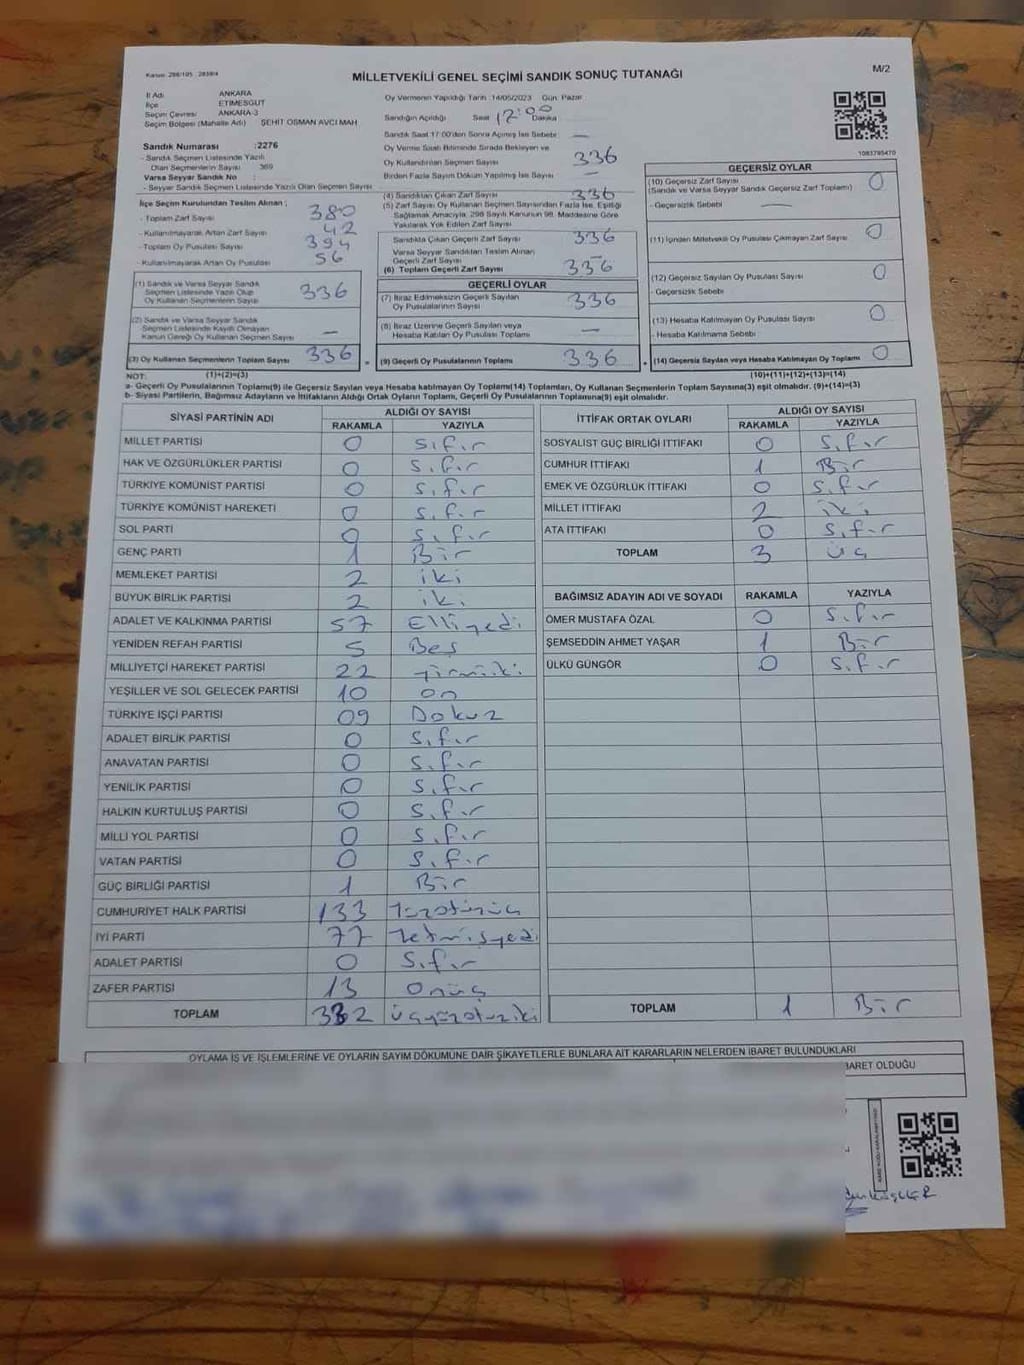 Kanun: 298/105 , 2839/4
MİLLETVEKİLİ GENEL SEÇİMİ SANDIK SONUÇ TUTANAĞI
M/2
İl Adı ANKARA
İlçe ETİMESGUT
Seçim Çevresi ANKARA-3
Seçim Bölgesi (Mahalle Adı) ŞEHİT OSMAN AVCI MAH.
Sandık Numarası :2276
- Sandık Seçmen Listesinde Yazılı
Olan Seçmenlerin Sayısı 369
Varsa Seyyar Sandık No :
- Seyyar Sandık Seçmen Listesinde Yazılı Olan Seçmen Sayısı
İlçe Seçim Kurulundan Teslim Alınan ;
- Toplam Zarf Sayısı 380
- Kullanılmayarak Artan Zarf Sayısı 42
- Toplam Oy Pusulası Sayısı 394
- Kullanılmayarak Artan Oy Pusulası 56
(1) Sandık ve Varsa Seyyar Sandık
Seçmen Listesinde Yazılı Olup
Oy Kullanan Seçmenlerin Sayısı 336
(2) Sandık ve Varsa Seyyar Sandık
Seçmen Listesinde Kayıtlı Olmayan
Kanun Gereği Oy Kullanan Seçmen Sayısı —
(3) Oy Kullanan Seçmenlerin Toplam Sayısı 336
(1)+(2)=(3)
Oy Vermenin Yapıldığı Tarih :14/05/2023 Gün: Pazar
Sandığın Açıldığı Saat 17:00 Dakika
Sandık Saat 17:00'den Sonra Açılmış İse Sebebi: —
Oy Verme Saati Bitiminde Sırada Bekleyen ve
Oy Kullandırılan Seçmen Sayısı 336
Birden Fazla Sayım Döküm Yapılmış İse Sayısı —
(4) Sandıktan Çıkan Zarf Sayısı 336
(5) Zarf Sayısı Oy Kullanan Seçmen Sayısından Fazla İse, Eşitliği
Sağlamak Amacıyla, 298 Sayılı Kanunun 98. Maddesine Göre
Yakılarak Yok Edilen Zarf Sayısı
Sandıkta Çıkan Geçerli Zarf Sayısı 336
Varsa Seyyar Sandıktan Teslim Alınan
Geçerli Zarf Sayısı —
(6) Toplam Geçerli Zarf Sayısı 336
GEÇERLİ OYLAR
(7) İtiraz Edilmeksizin Geçerli Sayılan
Oy Pusulalarının Sayısı 336
(8) İtiraz Üzerine Geçerli Sayılan veya
Hesaba Katılan Oy Pusulası Toplamı —
= (9) Geçerli Oy Pusulalarının Toplamı 336
1083795470
GEÇERSİZ OYLAR
(10) Geçersiz Zarf Sayısı 0
(Sandık ve Varsa Seyyar Sandık Geçersiz Zarf Toplamı)
- Geçersizlik Sebebi —
(11) İçinden Milletvekili Oy Pusulası Çıkmayan Zarf Sayısı 0
(12) Geçersiz Sayılan Oy Pusulası Sayısı 0
- Geçersizlik Sebebi
(13) Hesaba Katılmayan Oy Pusulası Sayısı 0
- Hesaba Katılmama Sebebi
+ (14) Geçersiz Sayılan veya Hesaba Katılmayan Oy Toplamı 0
(10)+(11)+(12)+(13)=(14)
NOT:
a- Geçerli Oy Pusulalarının Toplamı(9) ile Geçersiz Sayılan veya Hesaba katılmayan Oy Toplamı(14) Toplamları, Oy Kullanan Seçmenlerin Toplam Sayısına(3) eşit olmalıdır. (9)+(14)=(3)
b- Siyasi Partilerin, Bağımsız Adayların ve İttifakların Aldığı Ortak Oyların Toplamı, Geçerli Oy Pusulalarının Toplamına(9) eşit olmalıdır.
SİYASİ PARTİNİN ADI ALDIĞI OY SAYISI
RAKAMLA YAZIYLA
MİLLET PARTİSİ 0 Sıfır
HAK VE ÖZGÜRLÜKLER PARTİSİ 0 Sıfır
TÜRKİYE KOMÜNİST PARTİSİ 0 Sıfır
TÜRKİYE KOMÜNİST HAREKETİ 0 Sıfır
SOL PARTİ 0 Sıfır
GENÇ PARTİ 1 Bir
MEMLEKET PARTİSİ 2 iki
BÜYÜK BİRLİK PARTİSİ 2 iki
ADALET VE KALKINMA PARTİSİ 57 Elliyedi
YENİDEN REFAH PARTİSİ 5 Beş
MİLLİYETÇİ HAREKET PARTİSİ 22 Yirmiiki
YEŞİLLER VE SOL GELECEK PARTİSİ 10 on
TÜRKİYE İŞÇİ PARTİSİ 09 Dokuz
ADALET BİRLİK PARTİSİ 0 Sıfır
ANAVATAN PARTİSİ 0 Sıfır
YENİLİK PARTİSİ 0 Sıfır
HALKIN KURTULUŞ PARTİSİ 0 Sıfır
MİLLİ YOL PARTİSİ 0 Sıfır
VATAN PARTİSİ 0 Sıfır
GÜÇ BİRLİĞİ PARTİSİ 1 Bir
CUMHURİYET HALK PARTİSİ 133 Yüzotuzüç
İYİ PARTİ 77 Yetmişyedi
ADALET PARTİSİ 0 Sıfır
ZAFER PARTİSİ 13 Onüç
TOPLAM 332 Üçyüzotuziki
İTTİFAK ORTAK OYLARI ALDIĞI OY SAYISI
RAKAMLA YAZIYLA
SOSYALİST GÜÇ BİRLİĞİ İTTİFAKI 0 Sıfır
CUMHUR İTTİFAKI 1 Bir
EMEK VE ÖZGÜRLÜK İTTİFAKI 0 Sıfır
MİLLET İTTİFAKI 2 iki
ATA İTTİFAKI 0 Sıfır
TOPLAM 3 üç
BAĞIMSIZ ADAYIN ADI VE SOYADI RAKAMLA YAZIYLA
ÖMER MUSTAFA ÖZAL 0 Sıfır
ŞEMSEDDİN AHMET YAŞAR 1 Bir
ÜLKÜ GÜNGÖR 0 Sıfır
TOPLAM 1 Bir
OYLAMA İŞ VE İŞLEMLERİNE VE OYLARIN SAYIM DÖKÜMÜNE DAİR ŞİKAYETLERLE BUNLARA AİT KARARLARIN NELERDEN İBARET BULUNDUKLARI
BARET OLDUĞU